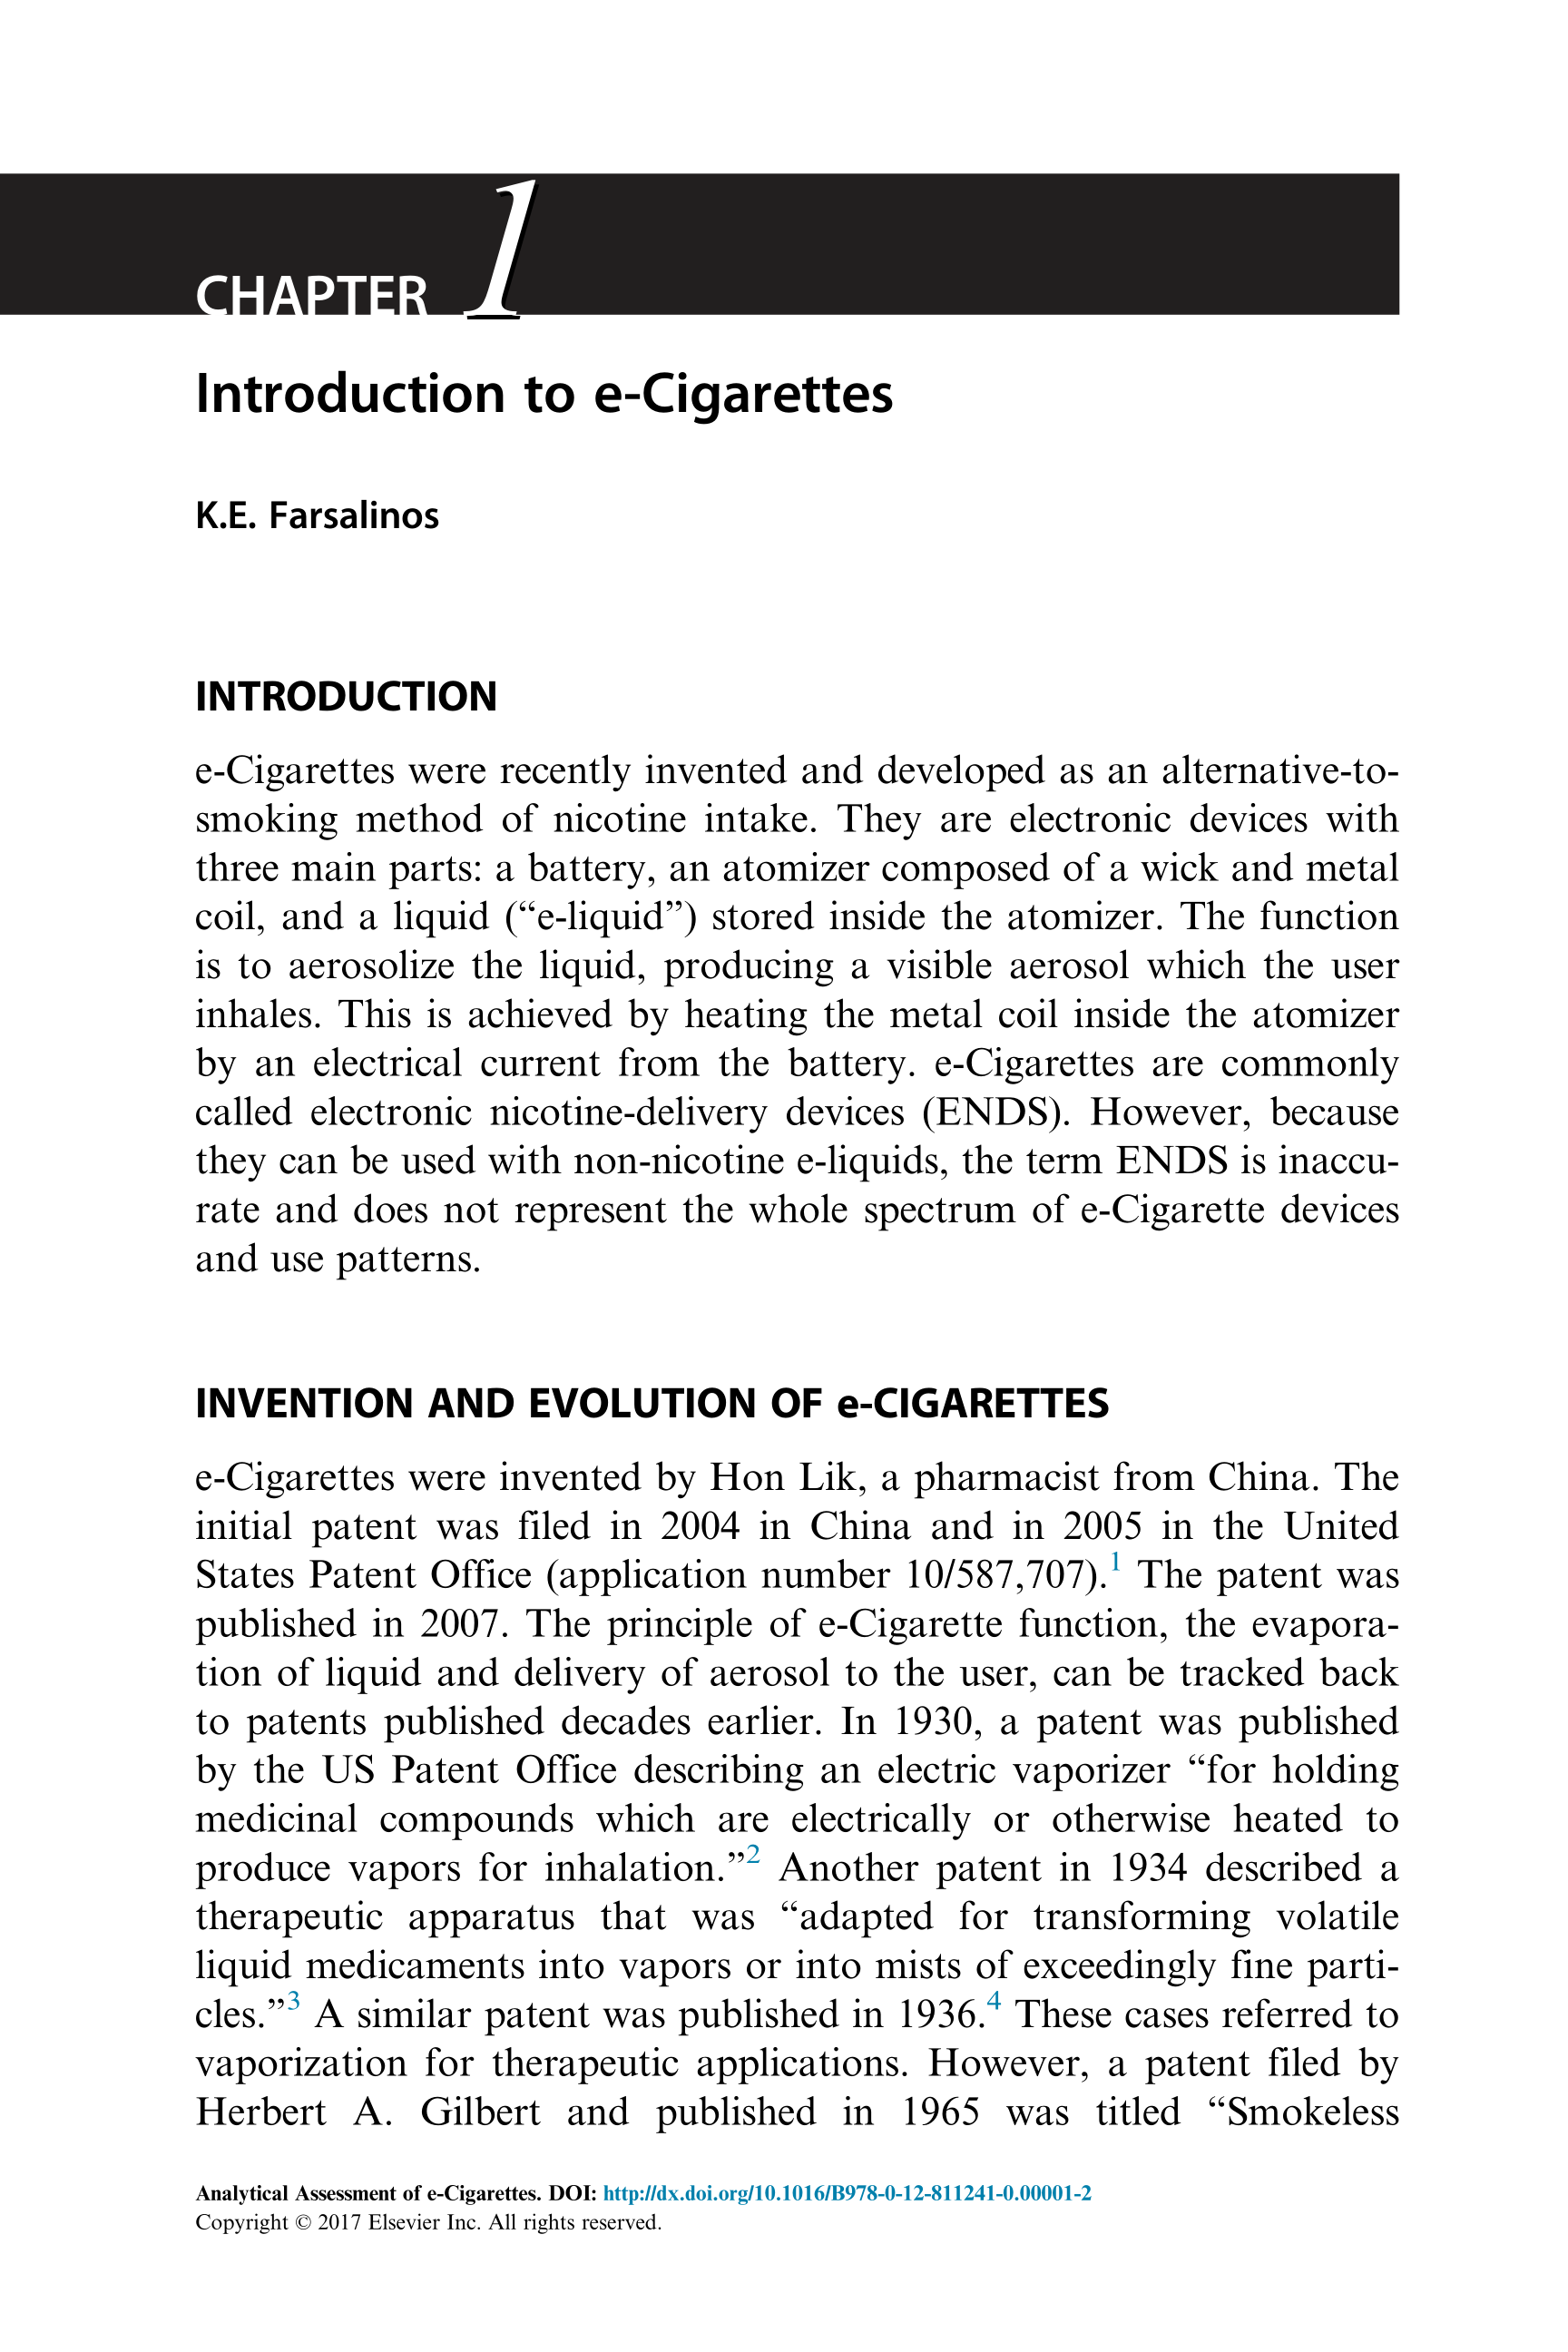 CHAPTER 1
Introduction to e-Cigarettes
K.E. Farsalinos
INTRODUCTION
e-Cigarettes were recently invented and developed as an alternative-to-
smoking method of nicotine intake. They are electronic devices with
three main parts: a battery, an atomizer composed of a wick and metal
coil, and a liquid (“e-liquid”) stored inside the atomizer. The function
is to aerosolize the liquid, producing a visible aerosol which the user
inhales. This is achieved by heating the metal coil inside the atomizer
by an electrical current from the battery. e-Cigarettes are commonly
called electronic nicotine-delivery devices (ENDS). However, because
they can be used with non-nicotine e-liquids, the term ENDS is inaccu-
rate and does not represent the whole spectrum of e-Cigarette devices
and use patterns.
INVENTION AND EVOLUTION OF e-CIGARETTES
e-Cigarettes were invented by Hon Lik, a pharmacist from China. The
initial patent was filed in 2004 in China and in 2005 in the United
States Patent Office (application number 10/587,707).1 The patent was
published in 2007. The principle of e-Cigarette function, the evapora-
tion of liquid and delivery of aerosol to the user, can be tracked back
to patents published decades earlier. In 1930, a patent was published
by the US Patent Office describing an electric vaporizer “for holding
medicinal compounds which are electrically or otherwise heated to
produce vapors for inhalation.”2 Another patent in 1934 described a
therapeutic apparatus that was “adapted for transforming volatile
liquid medicaments into vapors or into mists of exceedingly fine parti-
cles.”3 A similar patent was published in 1936.4 These cases referred to
vaporization for therapeutic applications. However, a patent filed by
Herbert A. Gilbert and published in 1965 was titled “Smokeless
Analytical Assessment of e-Cigarettes. DOI: http://dx.doi.org/10.1016/B978-0-12-811241-0.00001-2
Copyright © 2017 Elsevier Inc. All rights reserved.